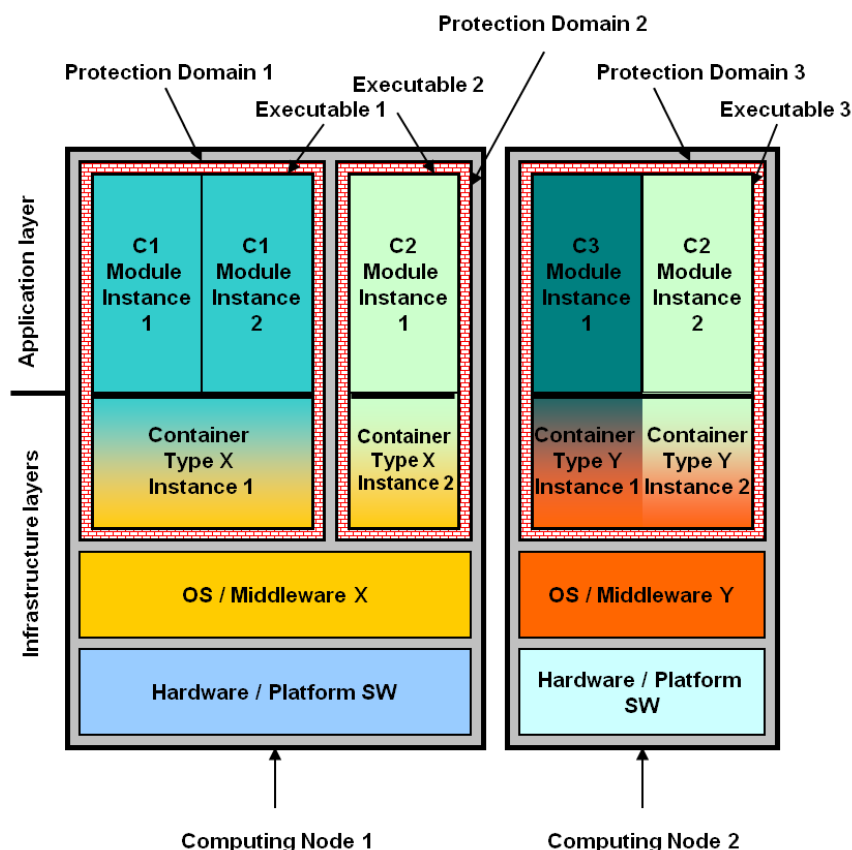 Protection Domain 2
Protection Domain 1
Protection Domain 3
Executable 2
Executable 1
Executable 3
Application layer
C1
Module
Instance
1
C1
Module
Instance
2
C2
Module
Instance
1
C3
Module
Instance
1
C2
Module
Instance
2
Infrastructure layers
Container
Type X
Instance 1
Container
Type X
Instance 2
Container
Type Y
Instance 1
Container
Type Y
Instance 2
OS / Middleware X
OS / Middleware Y
Hardware / Platform SW
Hardware / Platform
SW
Computing Node 1
Computing Node 2